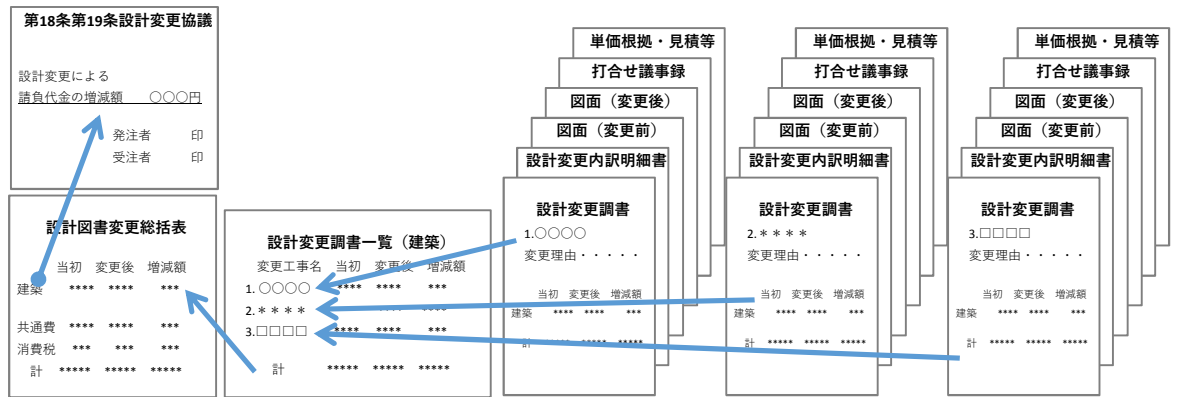 第18条第19条設計変更協議
設計変更による
請負代金の増減額　○○○円
発注者　印
受注者　印
設計図書変更総括表
当初　変更後　増減額
建築　****　****　***
共通費　****　****　***
消費税　***　***　***
計　*****　*****　*****
設計変更調書一覧（建築）
変更工事名　当初　変更後　増減額
1. ○○○○　****　****　***
2.＊＊＊＊　****　****　***
3.□□□□　****　****　***
計　*****　*****　*****
単価根拠・見積等
打合せ議事録
図面（変更後）
図面（変更前）
設計変更内訳明細書
設計変更調書
1.○○○○
変更理由・・・・・
当初　変更後　増減額
建築　****　****　***
計　*****　*****　*****
単価根拠・見積等
打合せ議事録
図面（変更後）
図面（変更前）
設計変更内訳明細書
設計変更調書
2.＊＊＊＊
変更理由・・・・・
当初　変更後　増減額
建築　****　****　***
計　*****　*****　*****
単価根拠・見積等
打合せ議事録
図面（変更後）
図面（変更前）
設計変更内訳明細書
設計変更調書
3.□□□□
変更理由・・・・・
当初　変更後　増減額
建築　****　****　***
計　*****　*****　*****